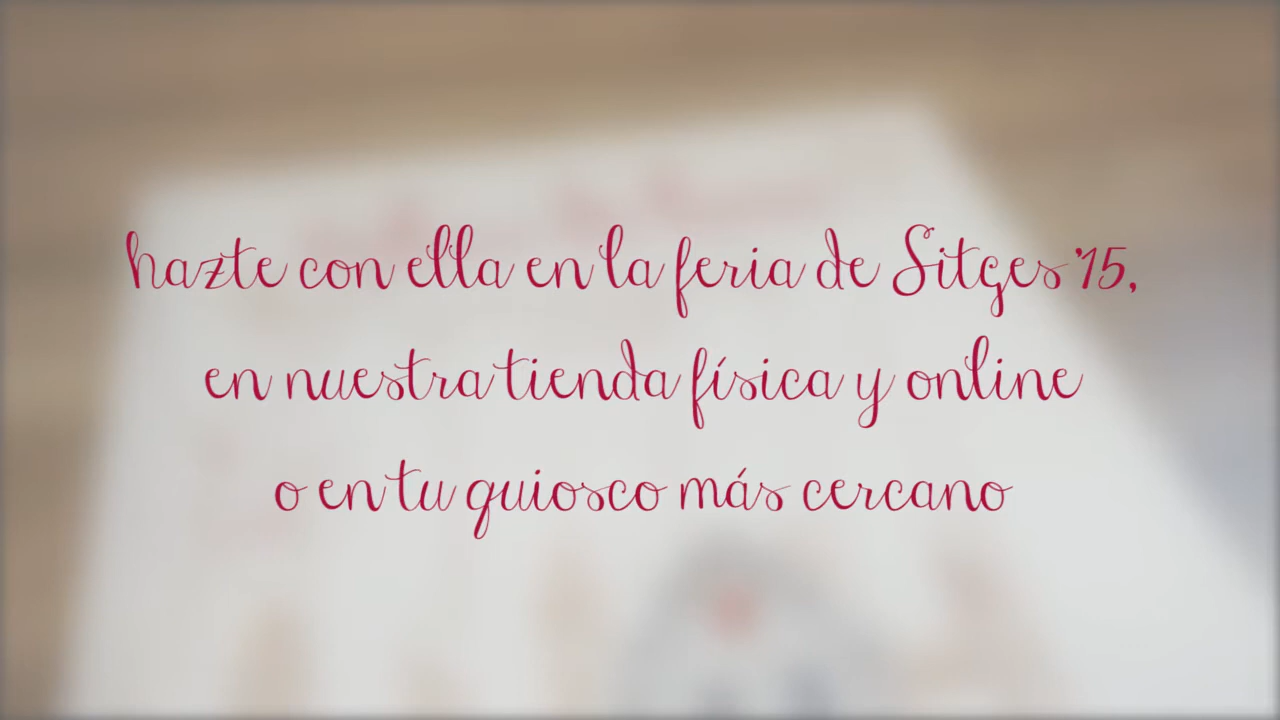 hazte con ella en la feria de Sitges '15,
en nuestra tienda física y online
o en tu quiosco más cercano